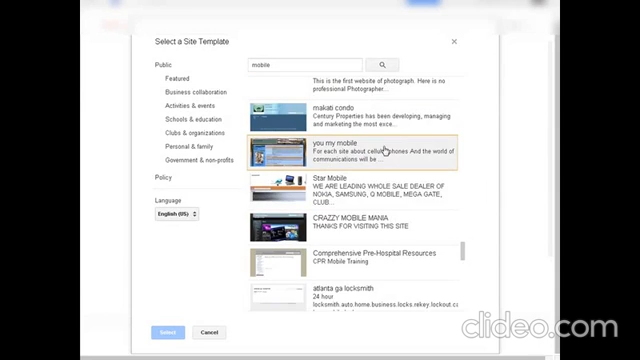 Select a Site Template
×
Public
mobile
Featured
Business collaboration
Activities & events
Schools & education
Clubs & organizations
Personal & family
Government & non-profits
Policy
Language
English (US)
This is the first website of photograph. Here is no
professional Photographer...
makati condo
Century Properties has been developing, managing
and marketing the most exce...
you my mobile
For each site about cellular phones And the world of
communications will be ...
Star Mobile
WE ARE LEADING WHOLE SALE DEALER OF
NOKIA, SAMSUNG, Q MOBILE, MEGA GATE,
CLUB...
CRAZZY MOBILE MANIA
THANKS FOR VISITING THIS SITE
Comprehensive Pre-Hospital Resources
CPR Mobile Training
atlanta ga locksmith
24 hour
locksmith.auto.home.business.locks.rekey.lockout.ca
Select
Cancel
clideo.com